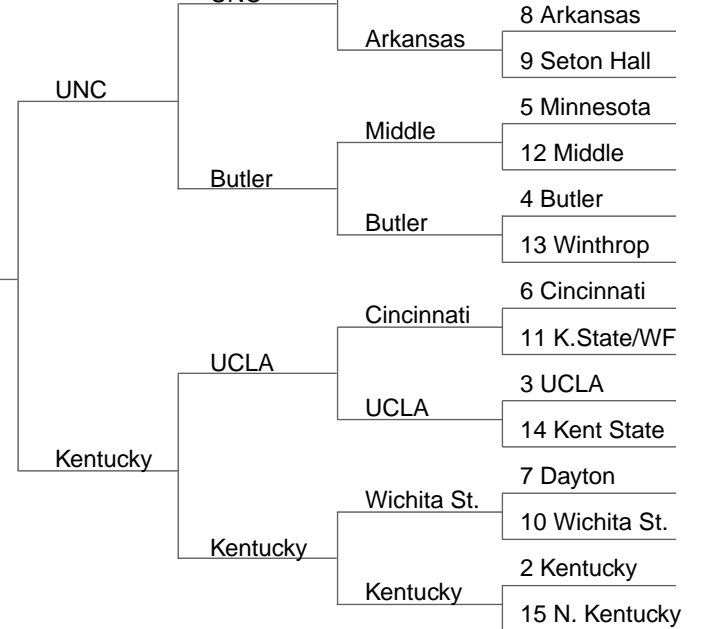 UNC
8 Arkansas
Arkansas
9 Seton Hall
UNC
5 Minnesota
Middle
12 Middle
Butler
4 Butler
Butler
13 Winthrop
6 Cincinnati
Cincinnati
11 K.State/WF
UCLA
3 UCLA
UCLA
14 Kent State
Kentucky
7 Dayton
Wichita St.
10 Wichita St.
Kentucky
2 Kentucky
Kentucky
15 N. Kentucky